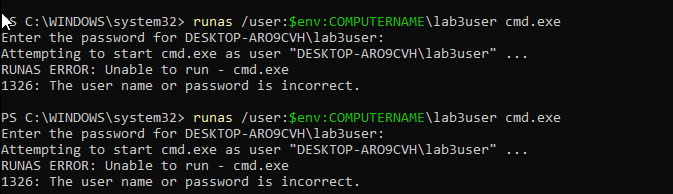 PS C:\WINDOWS\system32> runas /user:$env:COMPUTERNAME\lab3user cmd.exe
Enter the password for DESKTOP-ARO9CVH\lab3user:
Attempting to start cmd.exe as user "DESKTOP-ARO9CVH\lab3user" ...
RUNAS ERROR: Unable to run - cmd.exe
1326: The user name or password is incorrect.
PS C:\WINDOWS\system32> runas /user:$env:COMPUTERNAME\lab3user cmd.exe
Enter the password for DESKTOP-ARO9CVH\lab3user:
Attempting to start cmd.exe as user "DESKTOP-ARO9CVH\lab3user" ...
RUNAS ERROR: Unable to run - cmd.exe
1326: The user name or password is incorrect.